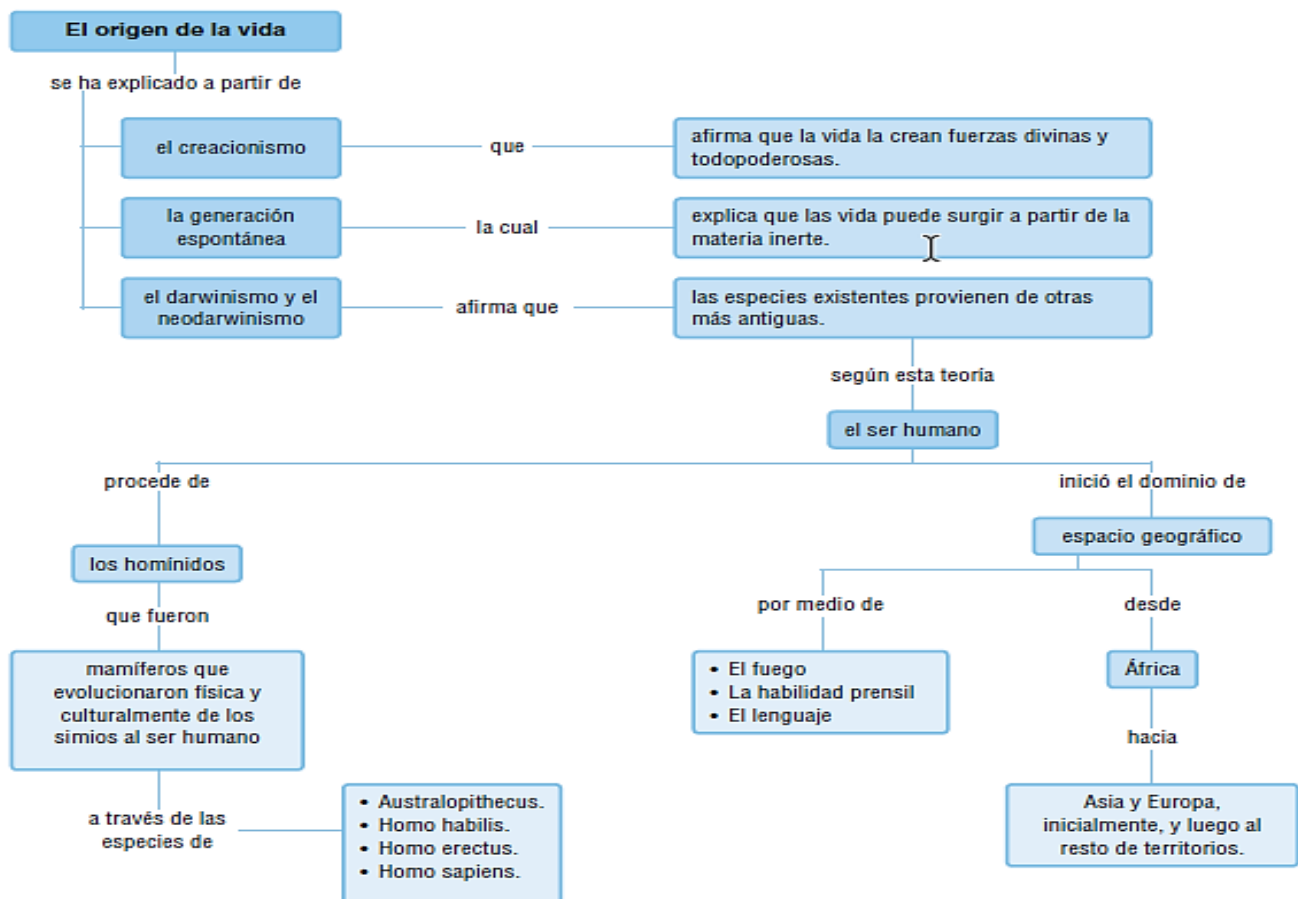 El origen de la vida
se ha explicado a partir de
el creacionismo
que
afirma que la vida la crean fuerzas divinas y
todopoderosas.
la generación
espontánea
la cual
explica que las vida puede surgir a partir de la
materia inerte.
el darwinismo y el
neodarwinismo
afirma que
las especies existentes provienen de otras
más antiguas.
según esta teoría
el ser humano
procede de
los homínidos
que fueron
mamíferos que
evolucionaron física y
culturalmente de los
simios al ser humano
a través de las
especies de
• Australopithecus.
• Homo habilis.
• Homo erectus.
• Homo sapiens.
inició el dominio de
espacio geográfico
por medio de
• El fuego
• La habilidad prensil
• El lenguaje
desde
África
hacia
Asia y Europa,
inicialmente, y luego al
resto de territorios.